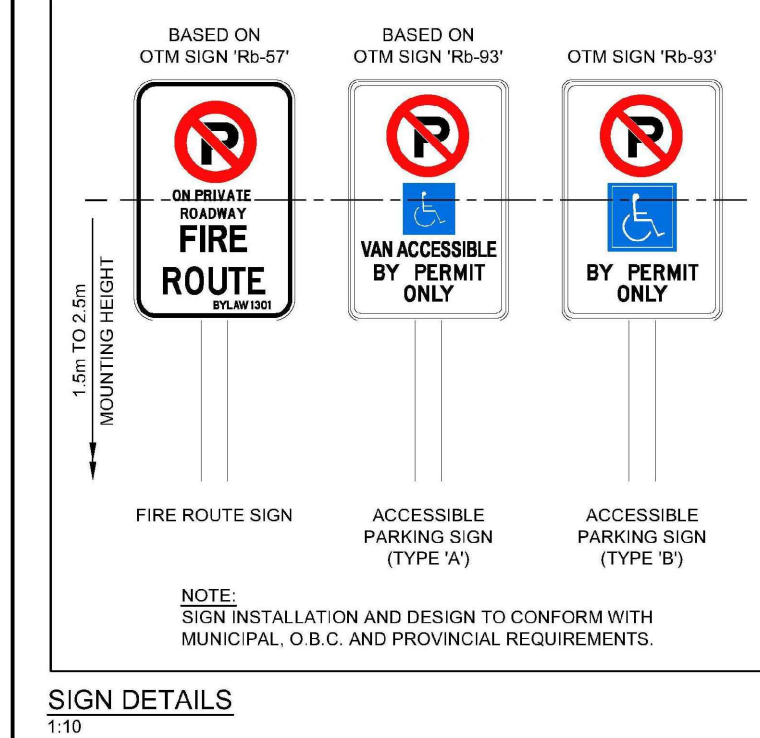 BASED ON
OTM SIGN 'Rb-57'
BASED ON
OTM SIGN 'Rb-93'
OTM SIGN 'Rb-93'
P
ON PRIVATE
ROADWAY
FIRE
ROUTE
BYLAW 1301
P
VAN ACCESSIBLE
BY PERMIT
ONLY
P
BY PERMIT
ONLY
1.5m TO 2.5m
MOUNTING HEIGHT
FIRE ROUTE SIGN
ACCESSIBLE
PARKING SIGN
(TYPE 'A')
ACCESSIBLE
PARKING SIGN
(TYPE 'B')
NOTE:
SIGN INSTALLATION AND DESIGN TO CONFORM WITH
MUNICIPAL, O.B.C. AND PROVINCIAL REQUIREMENTS.
SIGN DETAILS
1:10